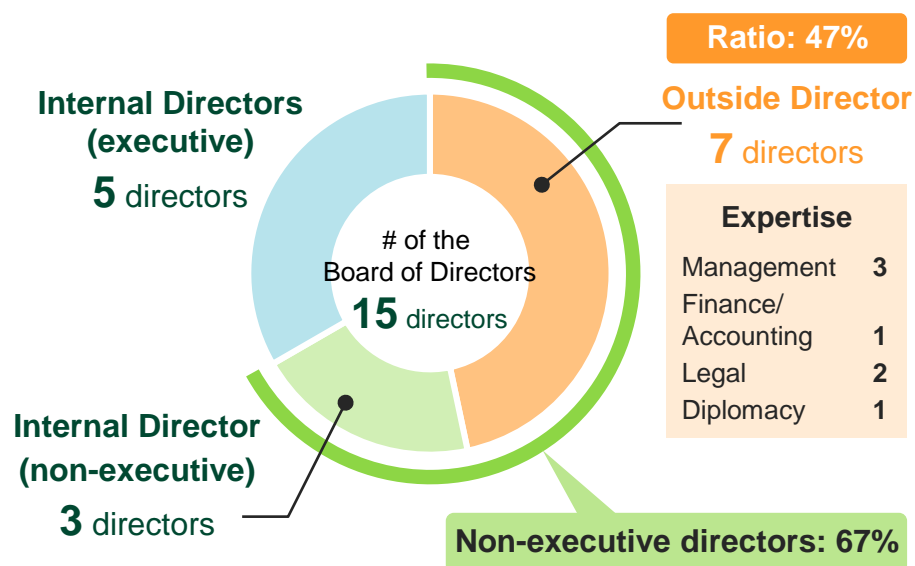 Ratio: 47%
Outside Director
7 directors
Internal Directors
(executive)
5 directors
# of the
Board of Directors
15 directors
Expertise
Management 3
Finance/
Accounting 1
Legal 2
Diplomacy 1
Internal Director
(non-executive)
3 directors
Non-executive directors: 67%